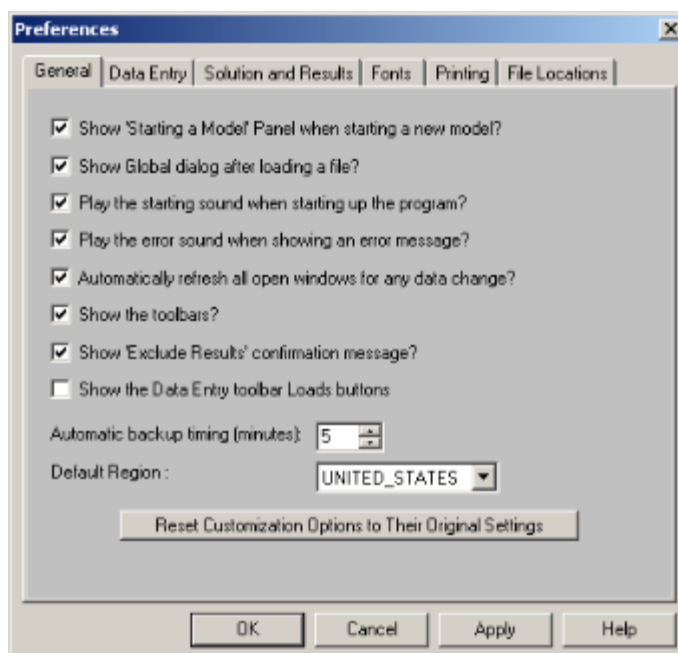 Preferences
General Data Entry Solution and Results Fonts Printing File Locations
Show 'Starting a Model' Panel when starting a new model?
Show Global dialog after loading a file?
Play the starting sound when starting up the program?
Play the error sound when showing an error message?
Automatically refresh all open windows for any data change?
Show the toolbars?
Show 'Exclude Results' confirmation message?
Show the Data Entry toolbar Loads buttons
Automatic backup timing (minutes): 5
Default Region : UNITED_STATES
Reset Customization Options to Their Original Settings
OK Cancel Apply Help